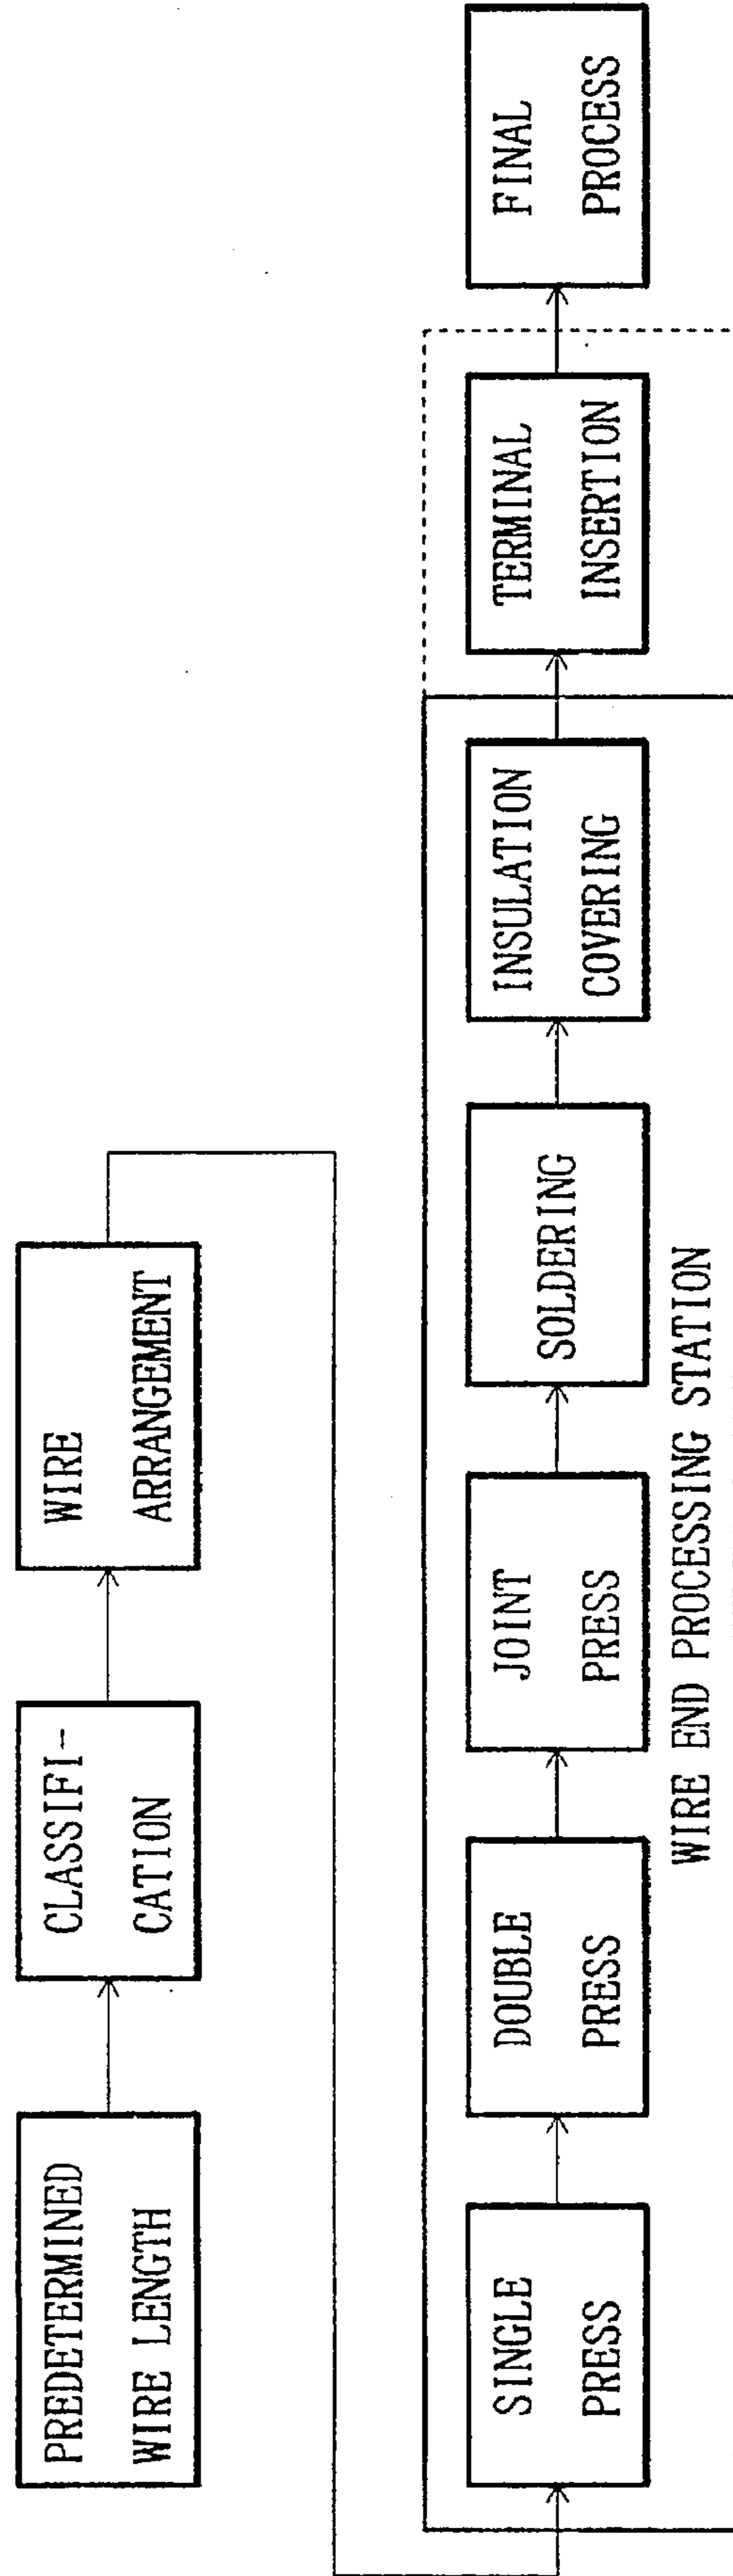 PREDETERMINED
WIRE LENGTH
CLASSIFI-
CATION
WIRE
ARRANGEMENT
SINGLE
PRESS
DOUBLE
PRESS
JOINT
PRESS
SOLDERING
INSULATION
COVERING
TERMINAL
INSERTION
FINAL
PROCESS
WIRE END PROCESSING STATION